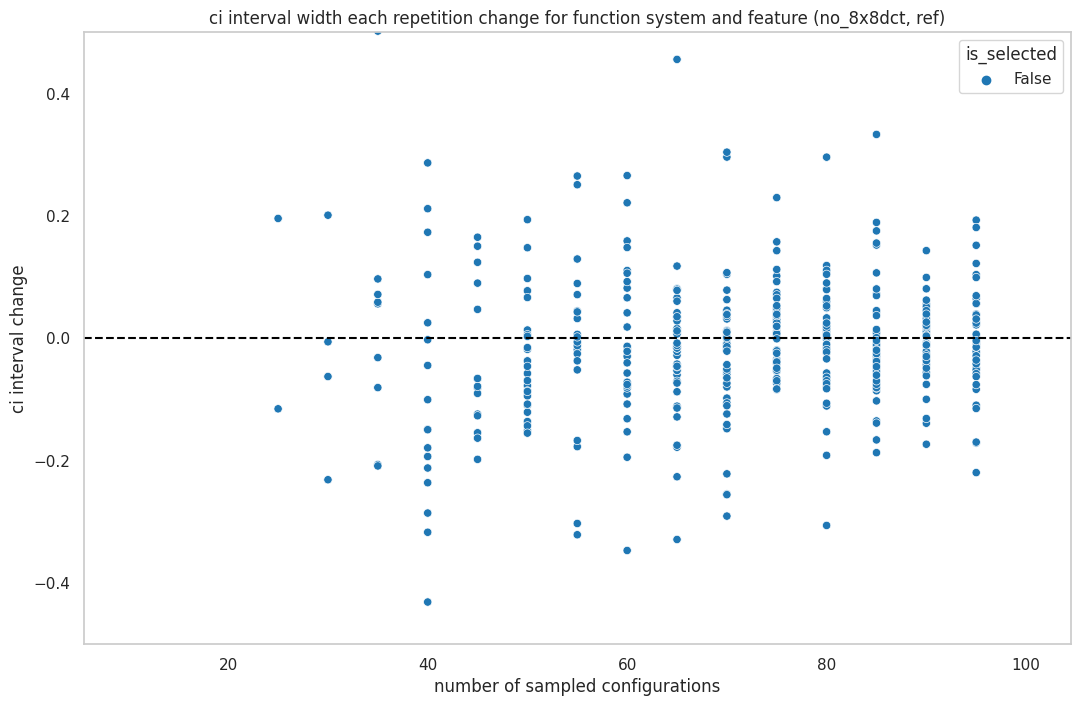 ci interval width each repetition change for function system and feature (no_8x8dct, ref)
is_selected
False
ci interval change
0.4
0.2
0.0
−0.2
−0.4
20
40
60
80
100
number of sampled configurations